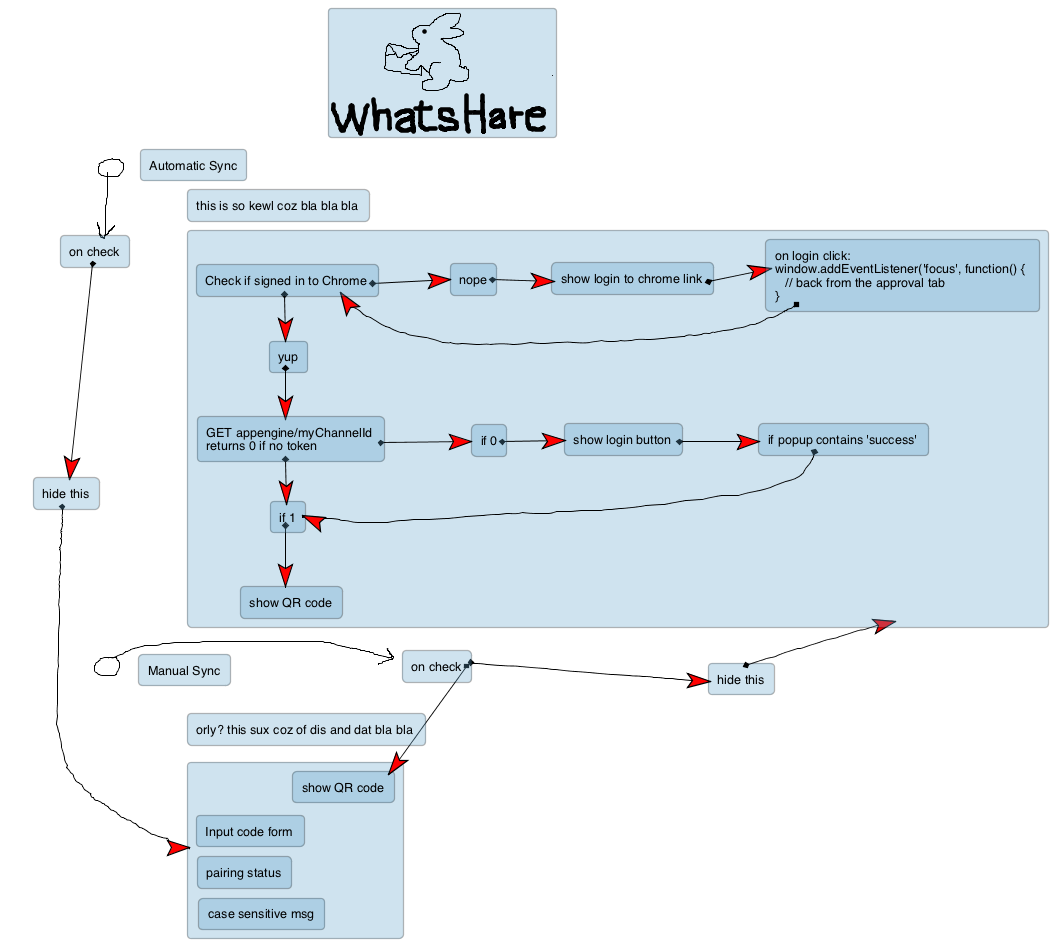 WhatsHare
Automatic Sync
this is so kewl coz bla bla bla
on check
Check if signed in to Chrome
nope
show login to chrome link
on login click:
window.addEventListener('focus', function() {
// back from the approval tab
}
yup
GET appengine/myChannelId
returns 0 if no token
if 0
show login button
if popup contains 'success'
hide this
if 1
show QR code
Manual Sync
on check
hide this
orly? this sux coz of dis and dat bla bla
show QR code
Input code form
pairing status
case sensitive msg